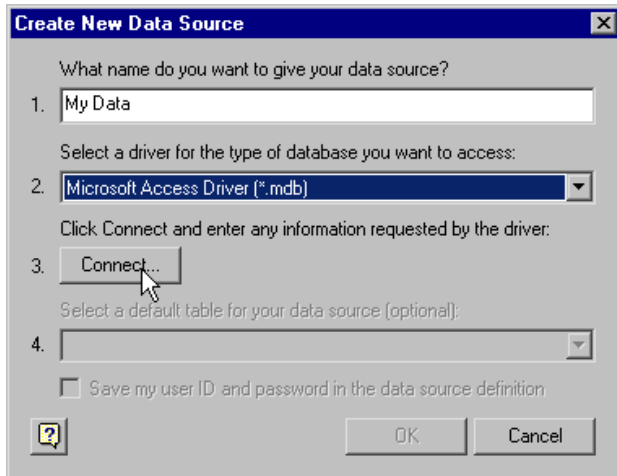 Create New Data Source
What name do you want to give your data source?
1. My Data
Select a driver for the type of database you want to access:
2. Microsoft Access Driver (*.mdb)
Click Connect and enter any information requested by the driver:
3. Connect...
Select a default table for your data source (optional):
4.
Save my user ID and password in the data source definition
? OK Cancel